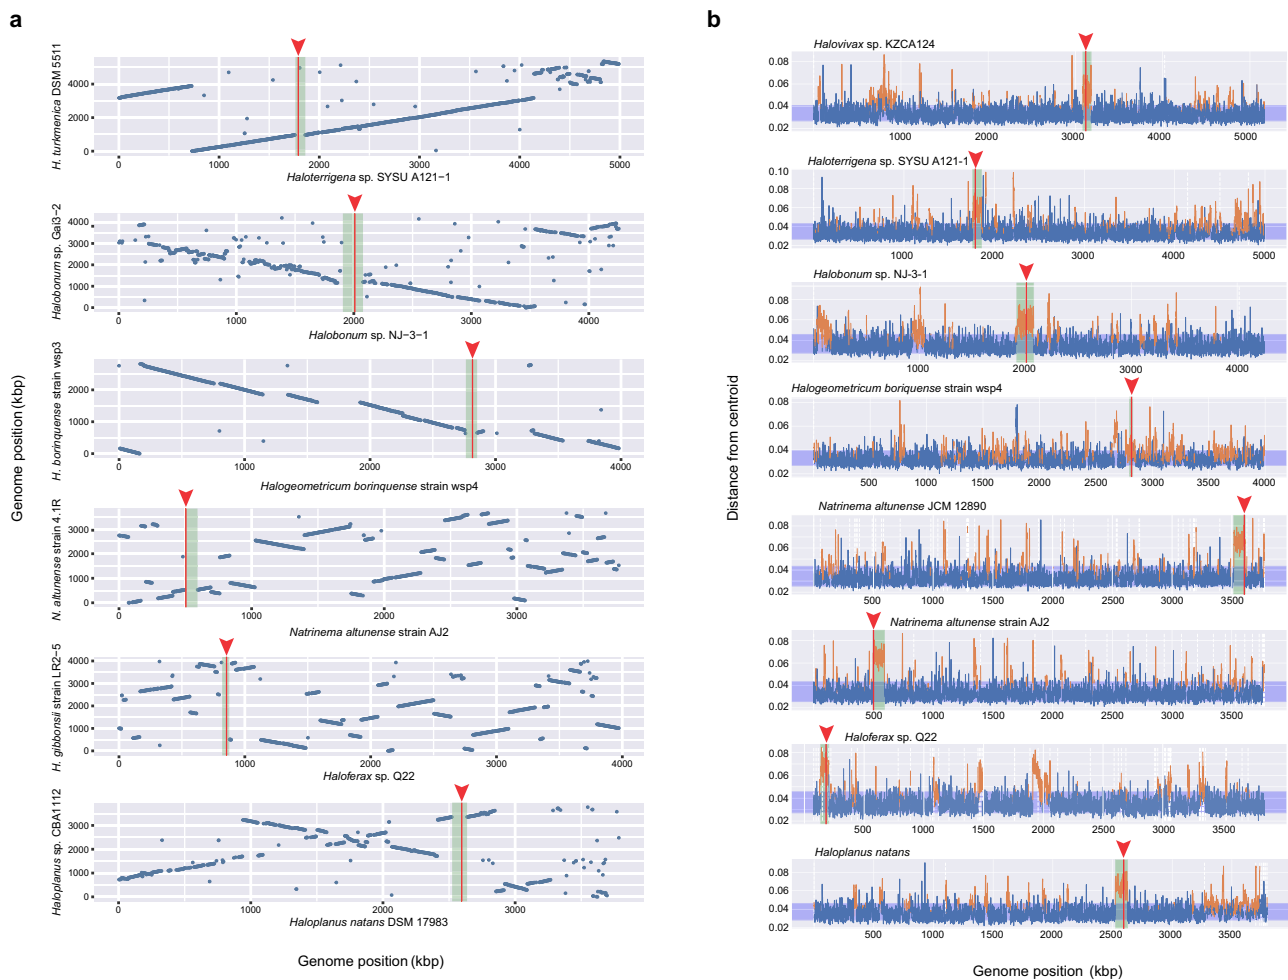 a
H. turkmenica DSM 5511
4000
2000
0
0 1000 2000 3000 4000 5000
Haloterrigena sp. SYSU A121−1
Halobonum sp. Gai3−2
4000
3000
2000
1000
0
0 1000 2000 3000 4000
Halobonum sp. NJ−3−1
H. borinquense strain wsp3
2000
1000
0
0 1000 2000 3000 4000
Halogeometricum borinquense strain wsp4
N. altunense strain 4.1R
3000
2000
1000
0
0 1000 2000 3000
Natrinema altunense strain AJ2
H. gibbonsii strain LR2−5
4000
3000
2000
1000
0
0 1000 2000 3000 4000
Haloferax sp. Q22
Haloplanus sp. CBA1112
3000
2000
1000
0
0 1000 2000 3000
Haloplanus natans DSM 17983
Genome position (kbp)
Genome position (kbp)
b
Halovivax sp. KZCA124
0.08
0.06
0.04
0.02
1000 2000 3000 4000 5000
Haloterrigena sp. SYSU A121-1
0.10
0.08
0.06
0.04
0.02
1000 2000 3000 4000 5000
Halobonum sp. NJ-3-1
0.08
0.06
0.04
0.02
500 1000 1500 2000 2500 3000 3500 4000
Halogeometricum boriquense strain wsp4
0.08
0.06
0.04
0.02
500 1000 1500 2000 2500 3000 3500 4000
Natrinema altunense JCM 12890
0.08
0.06
0.04
0.02
500 1000 1500 2000 2500 3000 3500
Natrinema altunense strain AJ2
0.08
0.06
0.04
0.02
500 1000 1500 2000 2500 3000 3500
Haloferax sp. Q22
0.08
0.06
0.04
0.02
500 1000 1500 2000 2500 3000 3500
Haloplanus natans
0.08
0.06
0.04
0.02
500 1000 1500 2000 2500 3000 3500
Distance from centroid
Genome position (kbp)